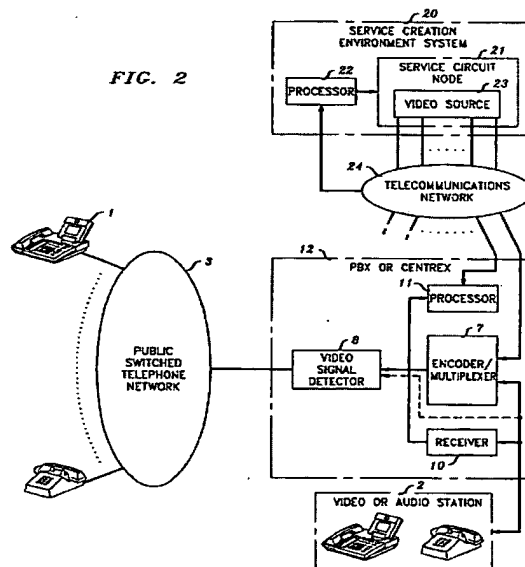 FIG. 2
20
SERVICE CREATION
ENVIRONMENT SYSTEM
21
SERVICE CIRCUIT
NODE
22
PROCESSOR
23
VIDEO SOURCE
24
TELECOMMUNICATIONS
NETWORK
1
3
PUBLIC
SWITCHED
TELEPHONE
NETWORK
12
PBX OR CENTREX
11
PROCESSOR
7
ENCODER/
MULTIPLEXER
8
VIDEO
SIGNAL
DETECTOR
RECEIVER
10
2
VIDEO OR AUDIO STATION